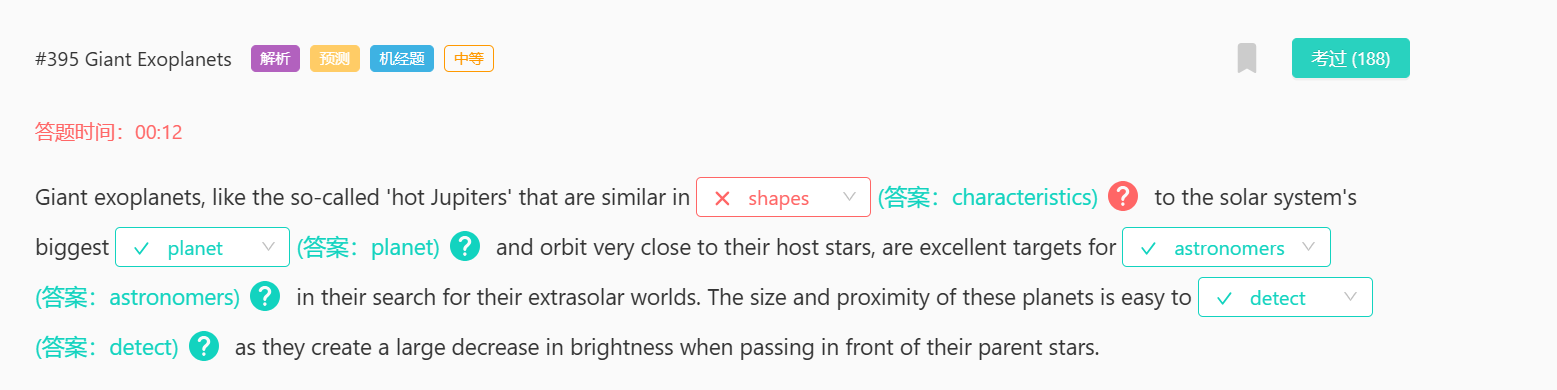 #395 Giant Exoplanets 解析 预测 机经题 中等 考过 (188)
答题时间：00:12
Giant exoplanets, like the so-called 'hot Jupiters' that are similar in shapes (答案：characteristics) ? to the solar system's
biggest planet (答案：planet) ? and orbit very close to their host stars, are excellent targets for astronomers
(答案：astronomers) ? in their search for their extrasolar worlds. The size and proximity of these planets is easy to detect
(答案：detect) ? as they create a large decrease in brightness when passing in front of their parent stars.